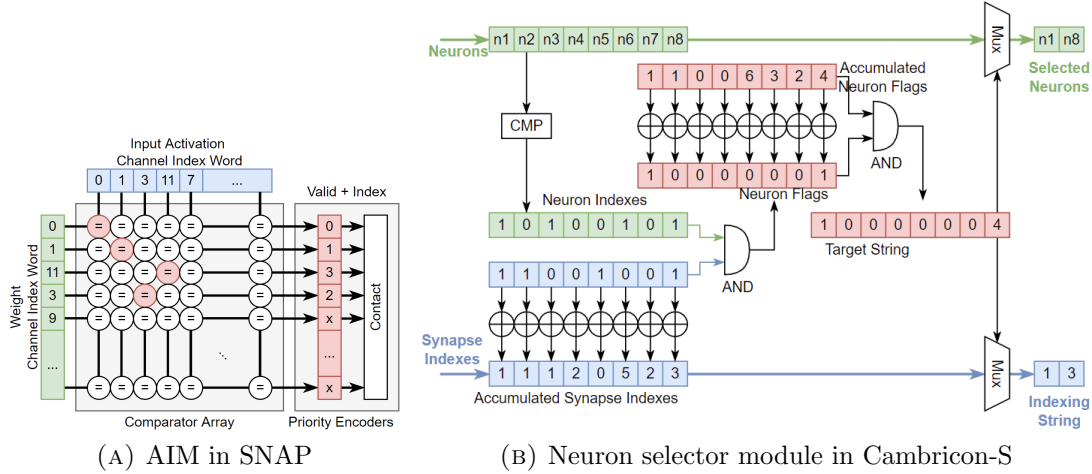 Input Activation
Channel Index Word
0 1 3 11 7 ...
Valid + Index
Weight
Channel Index Word
0 = = = = = = 0
1 = = = = = = 1
11 = = = = = = 3
3 = = = = = = 2
9 = = = = = = x
... ⋱ ...
= = = = = = x
Contact
Comparator Array
Priority Encoders
(A) AIM in SNAP
Neurons
n1 n2 n3 n4 n5 n6 n7 n8
Mux
n1 n8
Selected
Neurons
1 1 0 0 6 3 2 4
Accumulated
Neuron Flags
CMP
AND
1 0 0 0 0 0 0 1
Neuron Flags
Neuron Indexes
1 0 1 0 0 1 0 1
1 0 0 0 0 0 0 4
Target String
1 1 0 0 1 0 0 1
AND
Synapse
Indexes
1 1 1 2 0 5 2 3
Accumulated Synapse Indexes
Mux
1 3
Indexing
String
(B) Neuron selector module in Cambricon-S